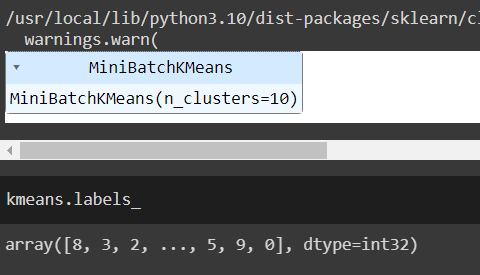 /usr/local/lib/python3.10/dist-packages/sklearn/cl
warnings.warn(
MiniBatchKMeans
MiniBatchKMeans(n_clusters=10)
kmeans.labels_
array([8, 3, 2, ..., 5, 9, 0], dtype=int32)